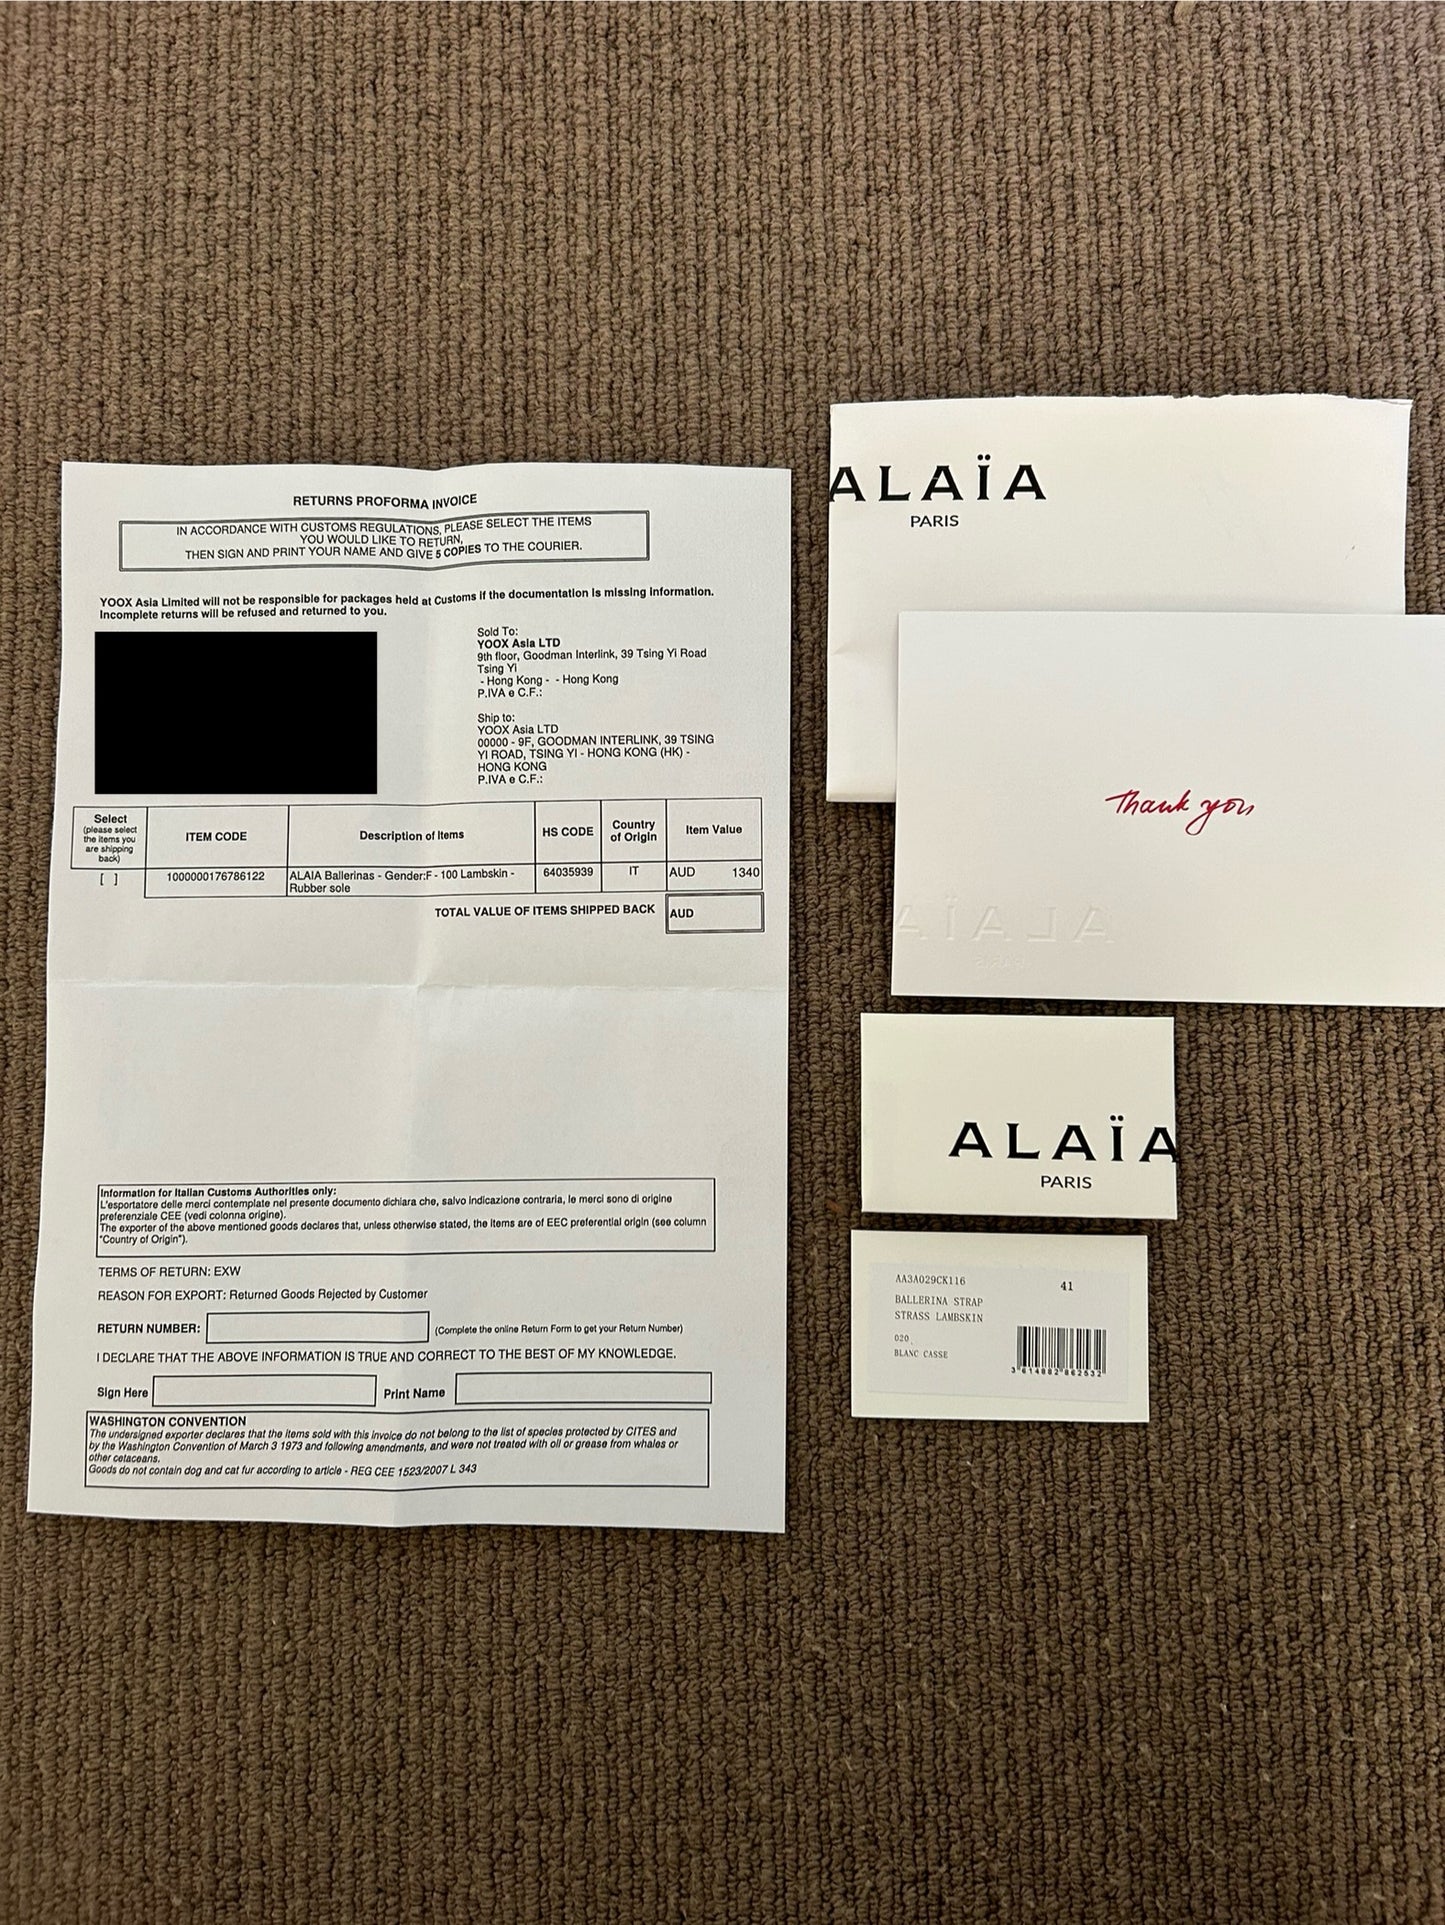 RETURNS PROFORMA INVOICE
IN ACCORDANCE WITH CUSTOMS REGULATIONS, PLEASE SELECT THE ITEMS
YOU WOULD LIKE TO RETURN,
THEN SIGN AND PRINT YOUR NAME AND GIVE 5 COPIES TO THE COURIER.
YOOX Asia Limited will not be responsible for packages held at Customs if the documentation is missing information.
Incomplete returns will be refused and returned to you.
Sold To:
YOOX Asia LTD
9th floor, Goodman Interlink, 39 Tsing Yi Road
Tsing Yi
- Hong Kong - - Hong Kong
P.IVA e C.F.:
Ship to:
YOOX Asia LTD
00000 - 9F, GOODMAN INTERLINK, 39 TSING
YI ROAD, TSING YI - HONG KONG (HK) -
HONG KONG
P.IVA e C.F.:
Select
(please select
the items you
are shipping
back)
ITEM CODE
Description of Items
HS CODE
Country
of Origin
Item Value
[ ]
1000000176786122
ALAIA Ballerinas - Gender:F - 100 Lambskin -
Rubber sole
64035939
IT
AUD 1340
TOTAL VALUE OF ITEMS SHIPPED BACK AUD
Information for Italian Customs Authorities only:
L'esportatore delle merci contemplate nel presente documento dichiara che, salvo indicazione contraria, le merci sono di origine
preferenziale CEE (vedi colonna origine).
The exporter of the above mentioned goods declares that, unless otherwise stated, the items are of EEC preferential origin (see column
"Country of Origin").
TERMS OF RETURN: EXW
REASON FOR EXPORT: Returned Goods Rejected by Customer
RETURN NUMBER: (Complete the online Return Form to get your Return Number)
I DECLARE THAT THE ABOVE INFORMATION IS TRUE AND CORRECT TO THE BEST OF MY KNOWLEDGE.
Sign Here Print Name
WASHINGTON CONVENTION
The undersigned exporter declares that the items sold with this invoice do not belong to the list of species protected by CITES and
by the Washington Convention of March 3 1973 and following amendments, and were not treated with oil or grease from whales or
other cetaceans.
Goods do not contain dog and cat fur according to article - REG CEE 1523/2007 L 343
ALAÏA
PARIS
Thank you
ALAÏA
PARIS
ALAÏA
PARIS
AA3A029CK116 41
BALLERINA STRAP
STRASS LAMBSKIN
020
BLANC CASSE
3 614882 862532